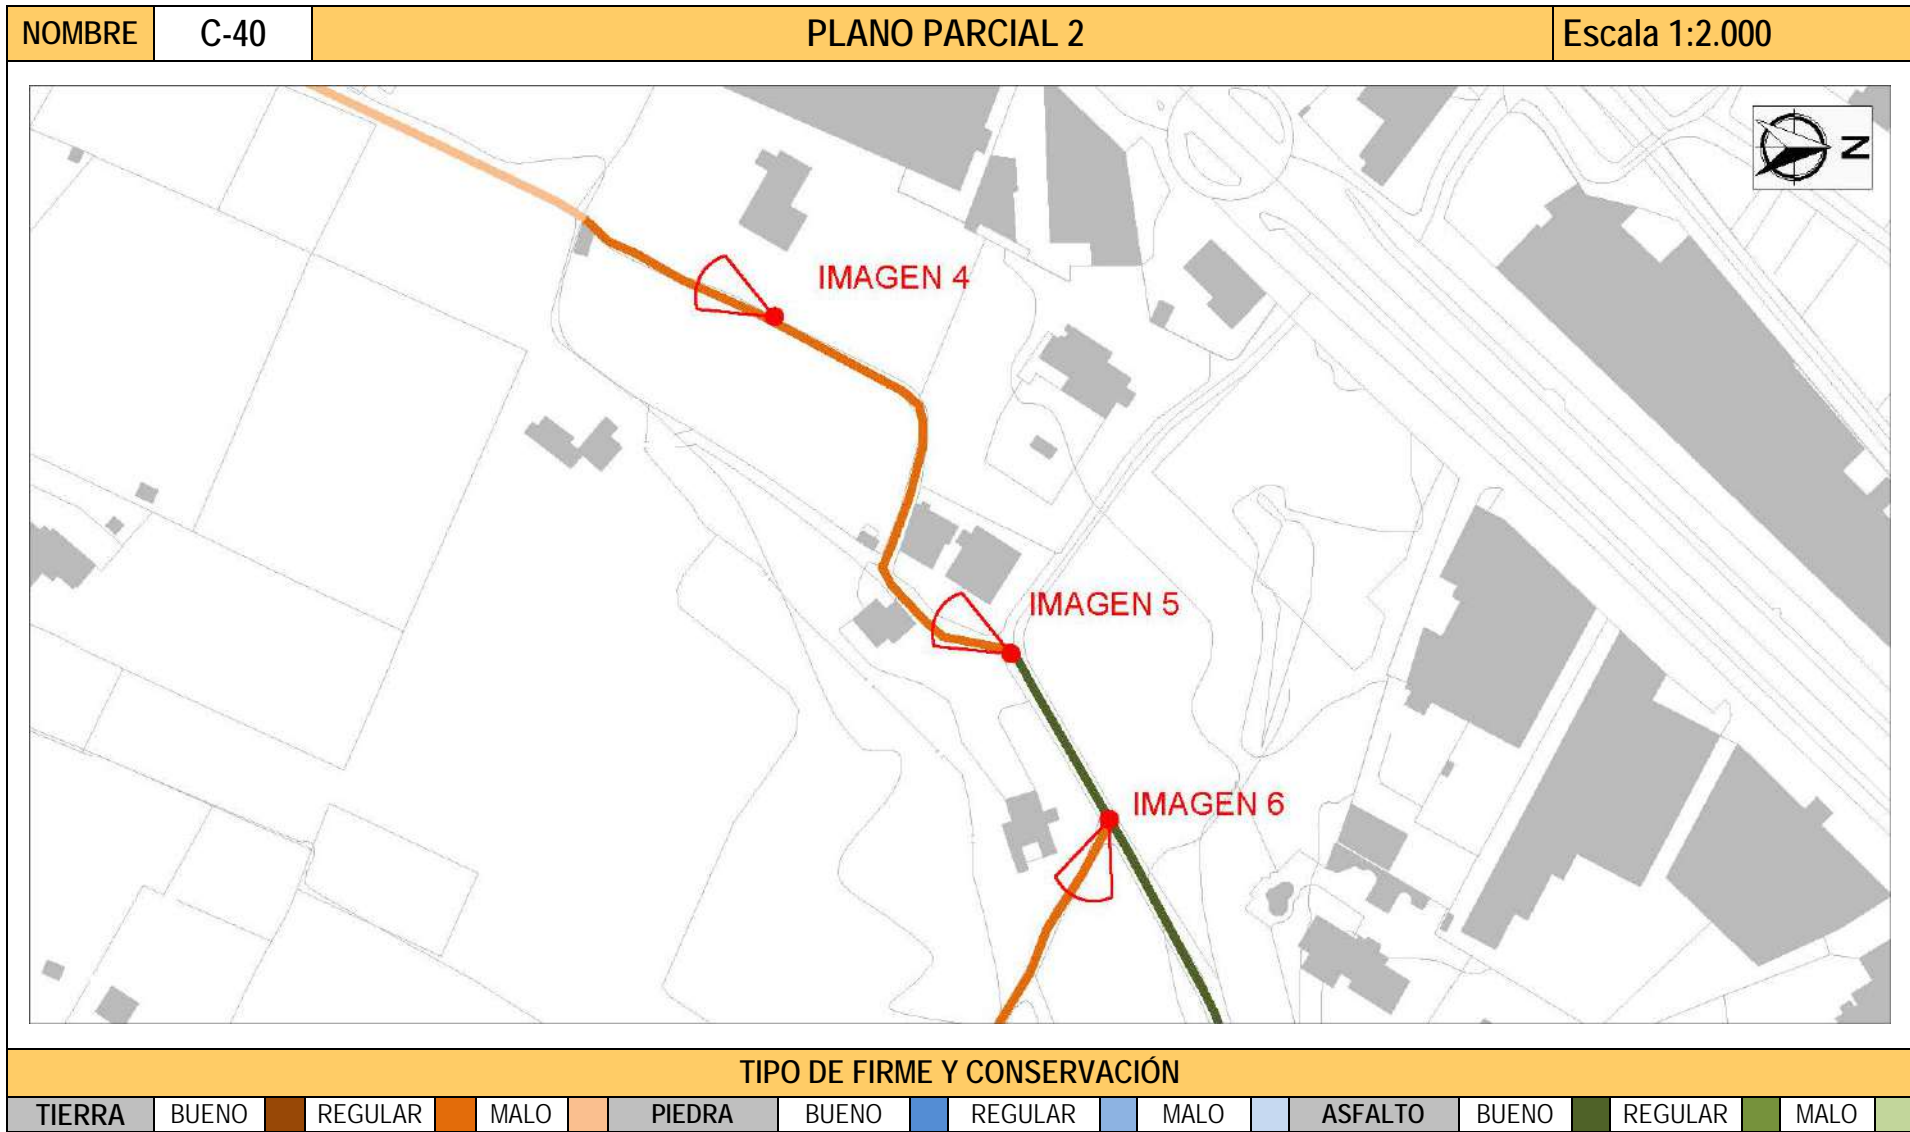 NOMBRE C-40 PLANO PARCIAL 2 Escala 1:2.000
N
IMAGEN 4
IMAGEN 5
IMAGEN 6
TIPO DE FIRME Y CONSERVACIÓN
TIERRA BUENO REGULAR MALO PIEDRA BUENO REGULAR MALO ASFALTO BUENO REGULAR MALO